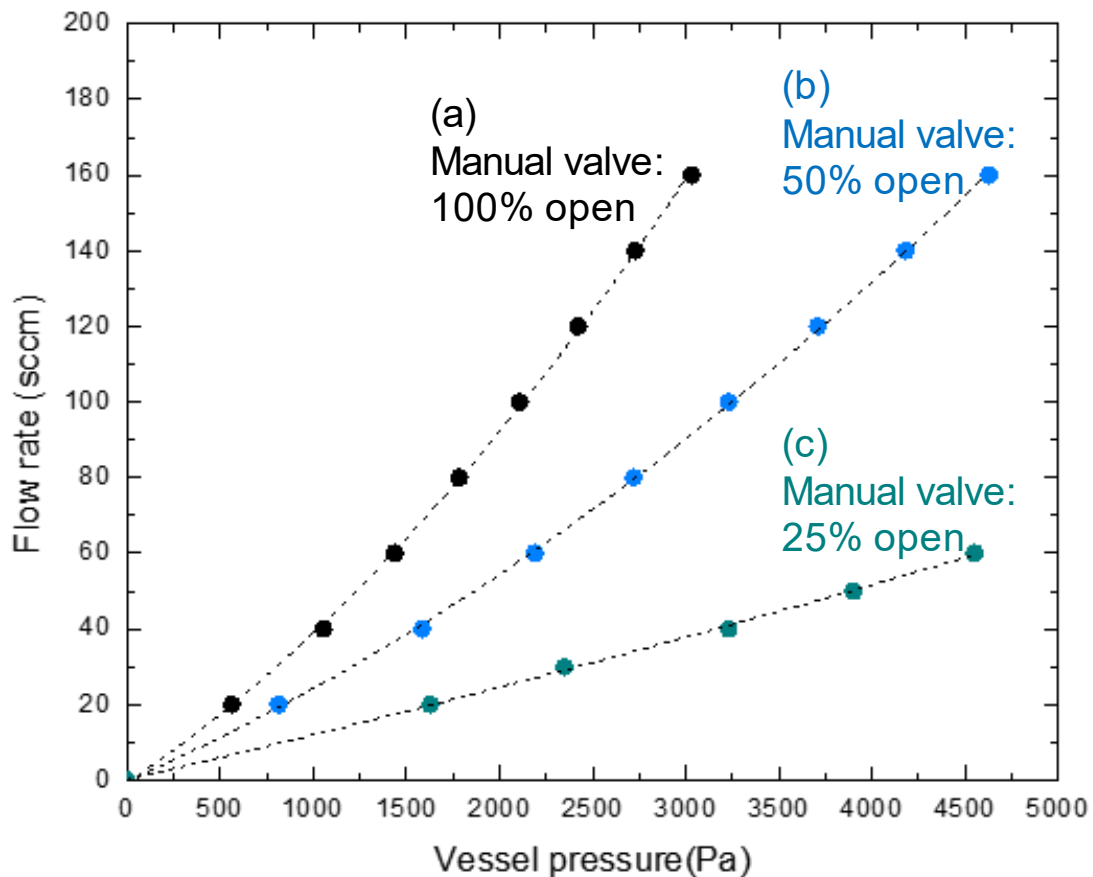 200
180
160
140
120
100
80
60
40
20
0
Flow rate (sccm)
(a)
Manual valve:
100% open
(b)
Manual valve:
50% open
(c)
Manual valve:
25% open
0 500 1000 1500 2000 2500 3000 3500 4000 4500 5000
Vessel pressure(Pa)